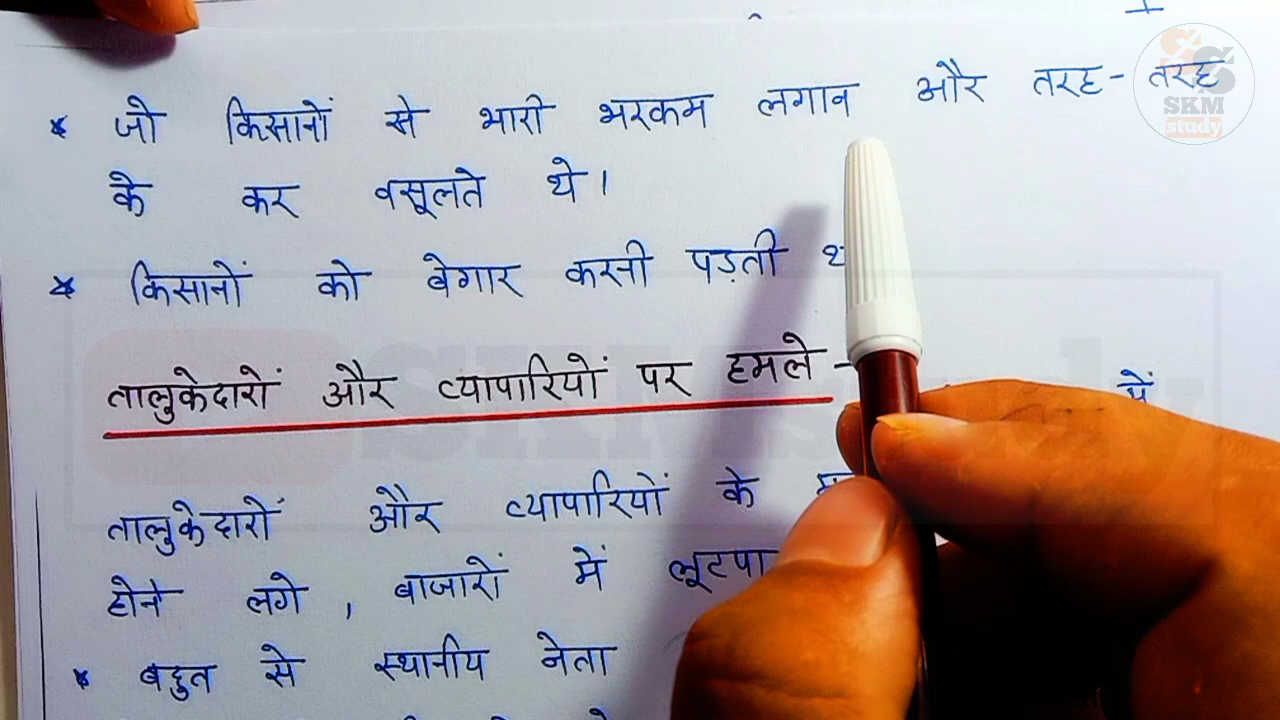 * जो किसानों से भारी भरकम लगान और तरह-तरह
के कर वसूलते थे।
* किसानों को बेगार करनी पड़ती
तालुकेदारों और व्यापारियों पर हमले - में
तालुकेदारों और व्यापारियों के
होने लगे, बाजारों में लूटपा
* बहुत से स्थानीय नेता
SKM
study
SKMstudy